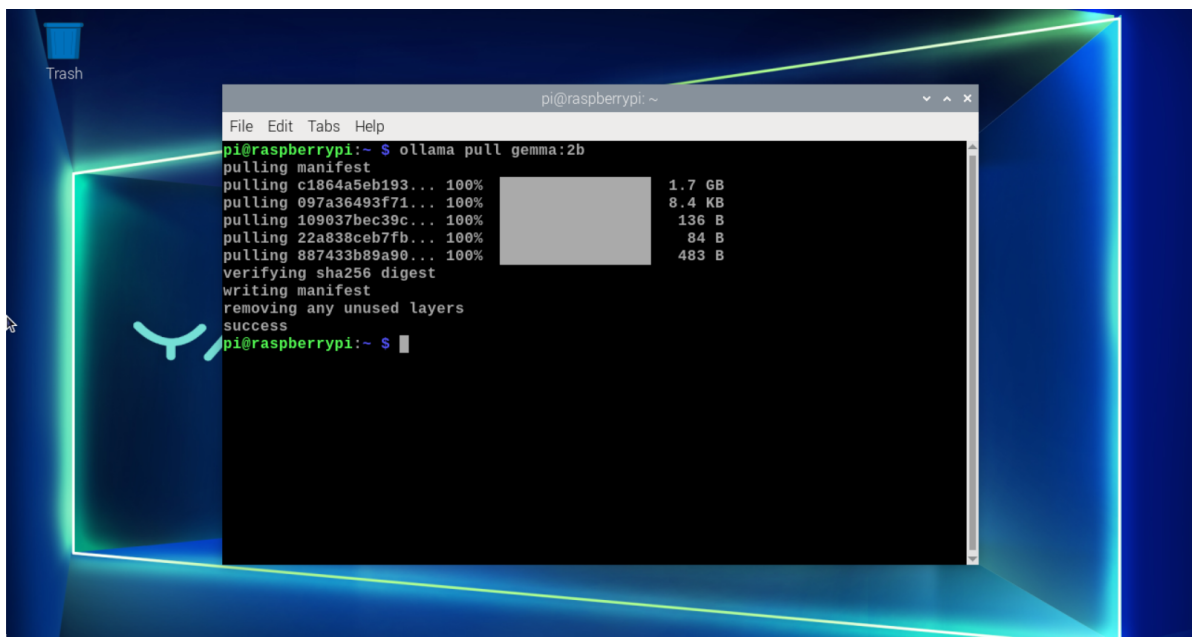 Trash
pi@raspberrypi: ~
File Edit Tabs Help
pi@raspberrypi:~ $ ollama pull gemma:2b
pulling manifest
pulling c1864a5eb193... 100% 1.7 GB
pulling 097a36493f71... 100% 8.4 KB
pulling 109037bec39c... 100% 136 B
pulling 22a838ceb7fb... 100% 84 B
pulling 887433b89a90... 100% 483 B
verifying sha256 digest
writing manifest
removing any unused layers
success
pi@raspberrypi:~ $